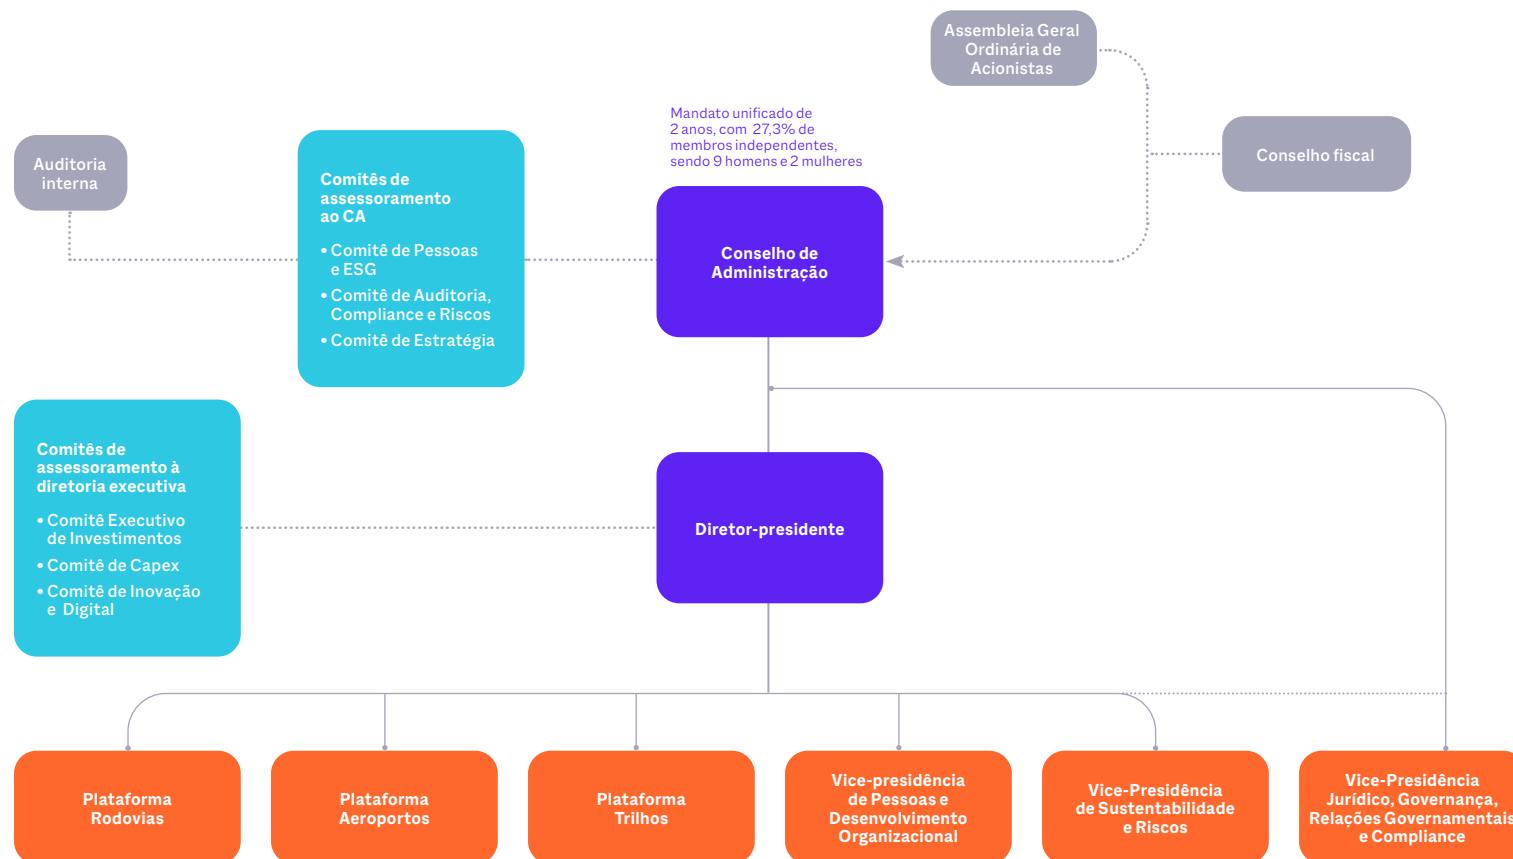 Assembleia Geral
Ordinária de
Acionistas
Mandato unificado de
2 anos, com 27,3% de
membros independentes,
sendo 9 homens e 2 mulheres
Auditoria
interna
Conselho fiscal
Comitês de
assessoramento
ao CA
• Comitê de Pessoas
e ESG
• Comitê de Auditoria,
Compliance e Riscos
• Comitê de Estratégia
Conselho de
Administração
Comitês de
assessoramento à
diretoria executiva
• Comitê Executivo
de Investimentos
• Comitê de Capex
• Comitê de Inovação
e Digital
Diretor-presidente
Plataforma
Rodovias
Plataforma
Aeroportos
Plataforma
Trilhos
Vice-presidência
de Pessoas e
Desenvolvimento
Organizacional
Vice-Presidência
de Sustentabilidade
e Riscos
Vice-Presidência
Jurídico, Governança,
Relações Governamentais
e Compliance